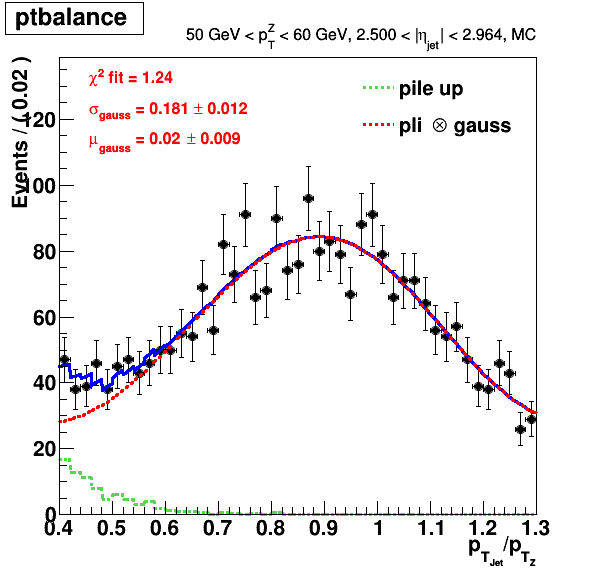 ptbalance
50 GeV < p_T^Z < 60 GeV, 2.500 < |η_jet| < 2.964, MC
χ² fit = 1.24
σ_gauss = 0.181 ± 0.012
μ_gauss = 0.02 ± 0.009
pile up
pli ⊗ gauss
Events / ( 0.02 )
120
100
80
60
40
20
0
0.4 0.5 0.6 0.7 0.8 0.9 1 1.1 1.2 1.3
p_T_Jet/p_T_Z